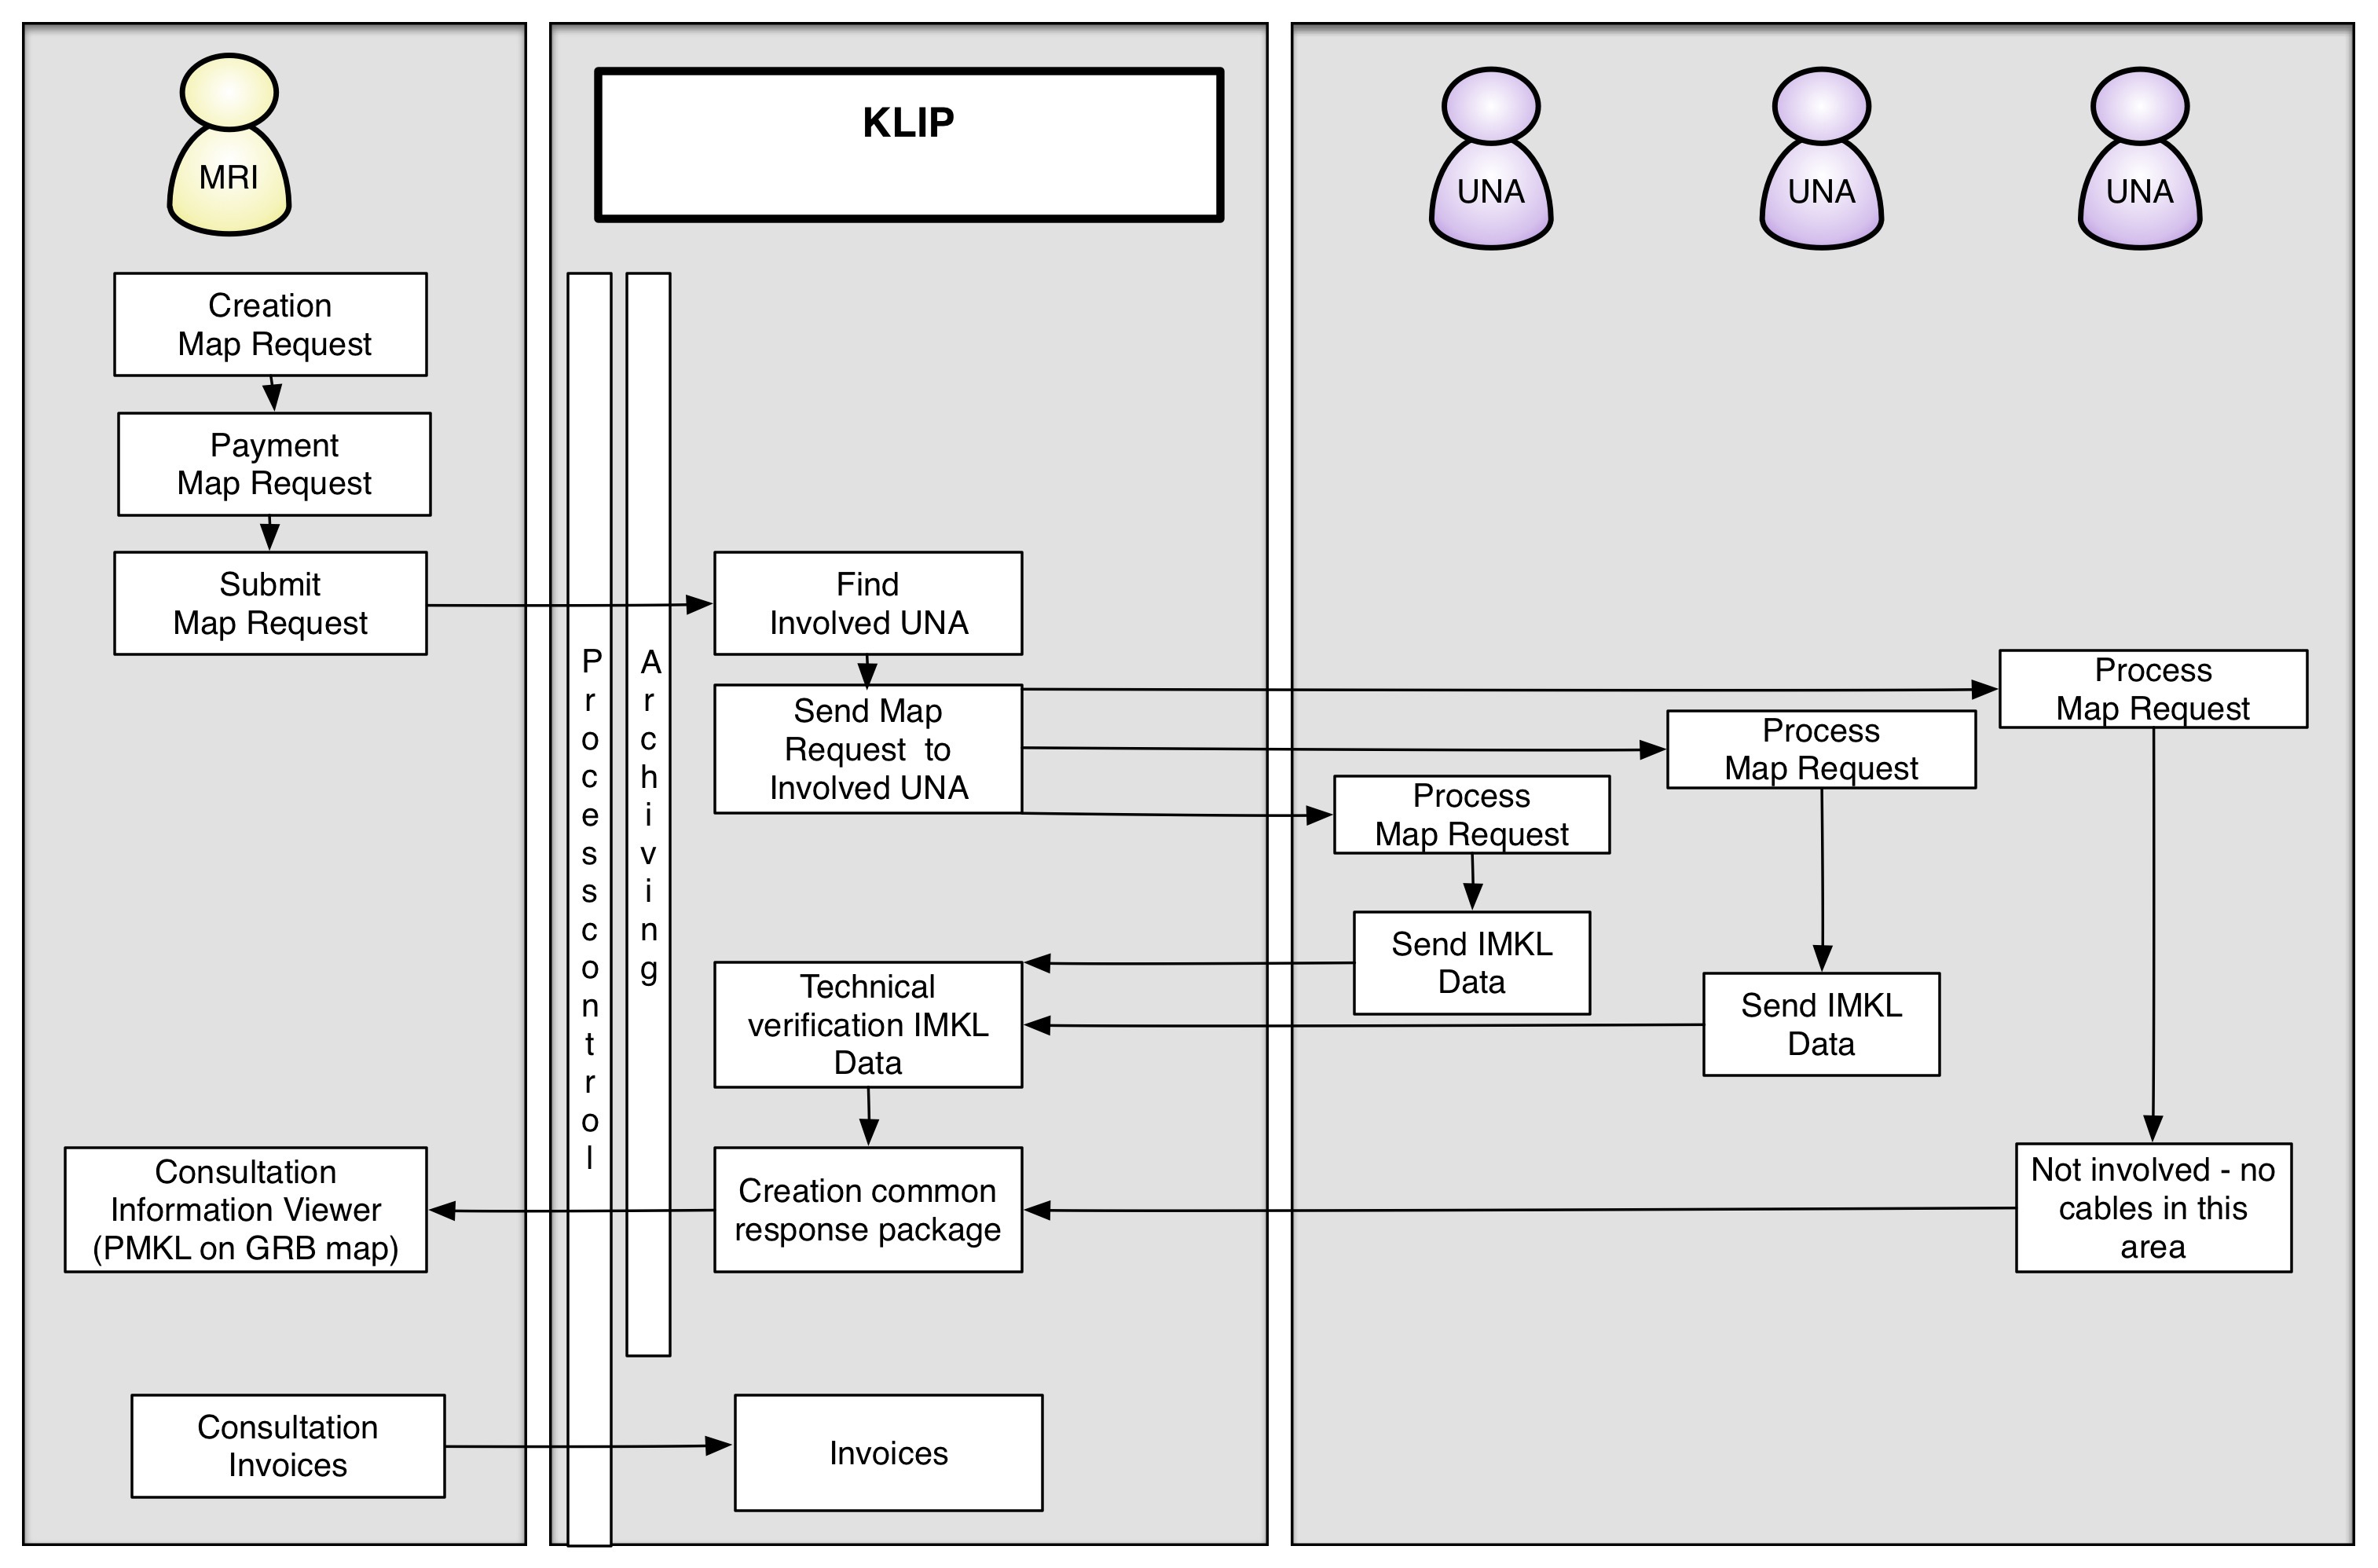 MRI
KLIP
UNA
UNA
UNA
Creation
Map Request
Payment
Map Request
Submit
Map Request
Find
Involved UNA
Send Map
Request to
Involved UNA
Process
Map Request
Process
Map Request
Process
Map Request
Processcontrol
Archiving
Send IMKL
Data
Send IMKL
Data
Technical
verification IMKL
Data
Not involved - no
cables in this
area
Creation common
response package
Consultation
Information Viewer
(PMKL on GRB map)
Consultation
Invoices
Invoices